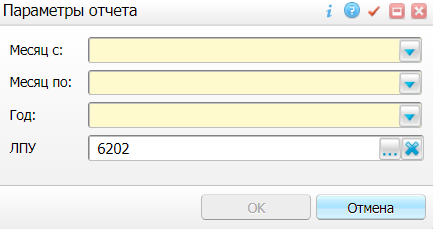 Параметры отчета
Месяц с:
Месяц по:
Год:
ЛПУ 6202 ...
OK Отмена